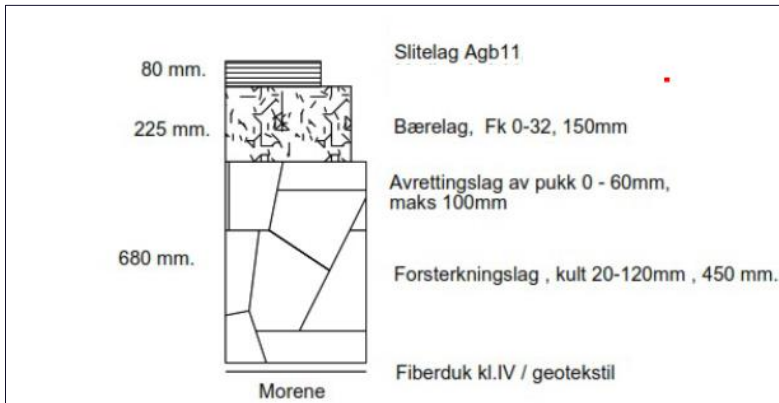 80 mm.
Slitelag Agb11
225 mm.
Bærelag, Fk 0-32, 150mm
Avrettingslag av pukk 0 - 60mm,
maks 100mm
680 mm.
Forsterkningslag , kult 20-120mm , 450 mm.
Fiberduk kl.IV / geotekstil
Morene